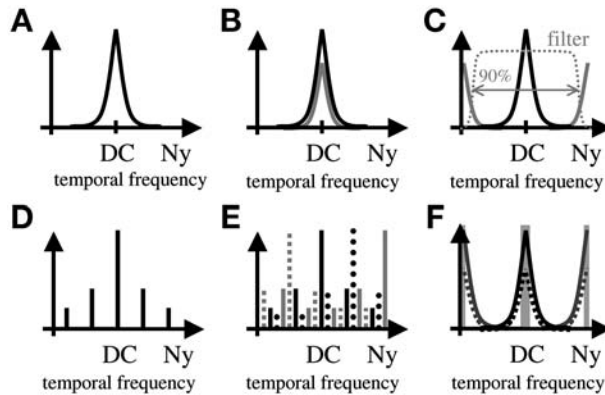 A B C
filter
90%
DC Ny DC Ny DC Ny
temporal frequency temporal frequency temporal frequency
D E F
DC Ny DC Ny DC Ny
temporal frequency temporal frequency temporal frequency